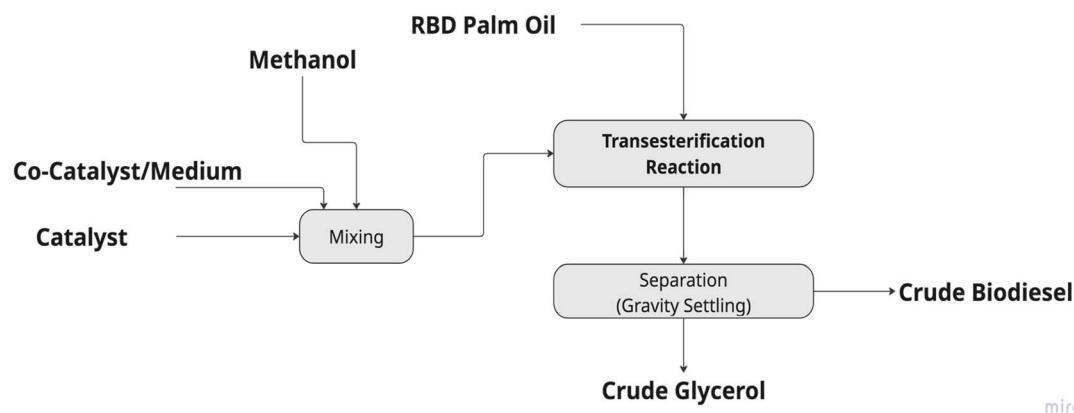 RBD Palm Oil
Methanol
Transesterification
Reaction
Co-Catalyst/Medium
Catalyst
Mixing
Separation
(Gravity Settling)
Crude Biodiesel
Crude Glycerol